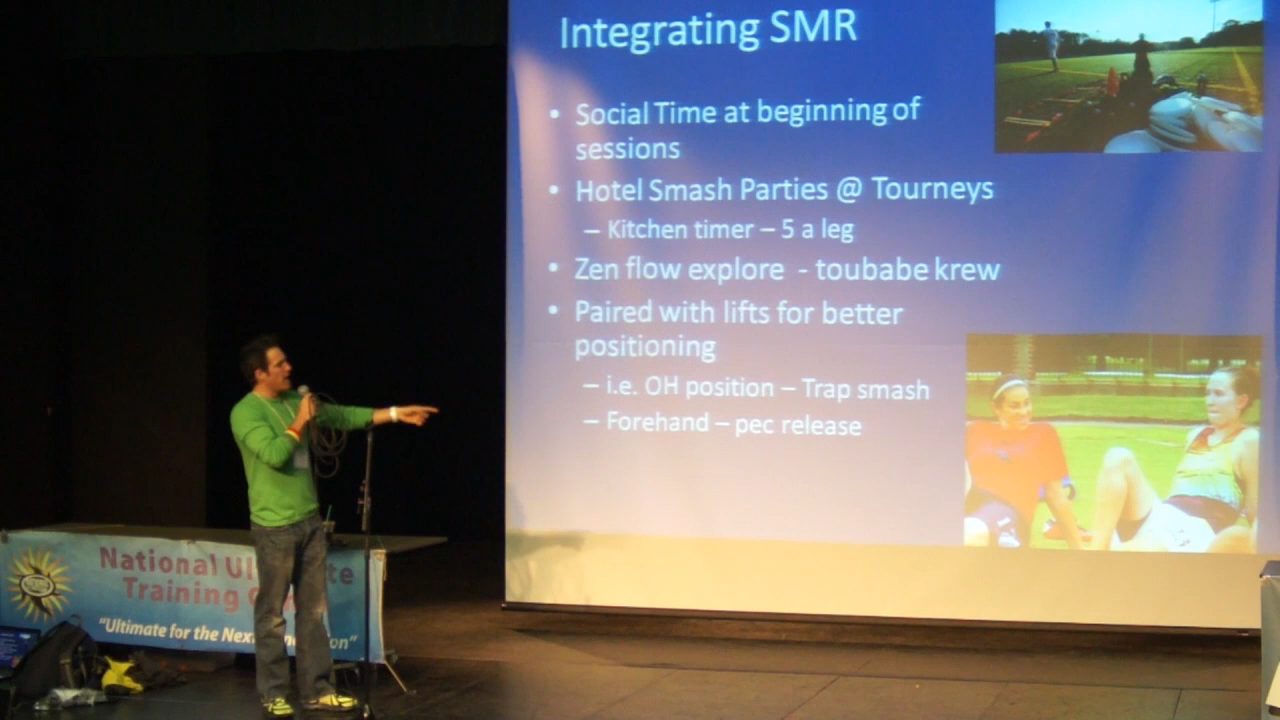 Integrating SMR
• Social Time at beginning of
sessions
• Hotel Smash Parties @ Tourneys
– Kitchen timer – 5 a leg
• Zen flow explore - toubabe krew
• Paired with lifts for better
positioning
– i.e. OH position – Trap smash
– Forehand – pec release
National Ul te
Training
"Ultimate for the Nex on"